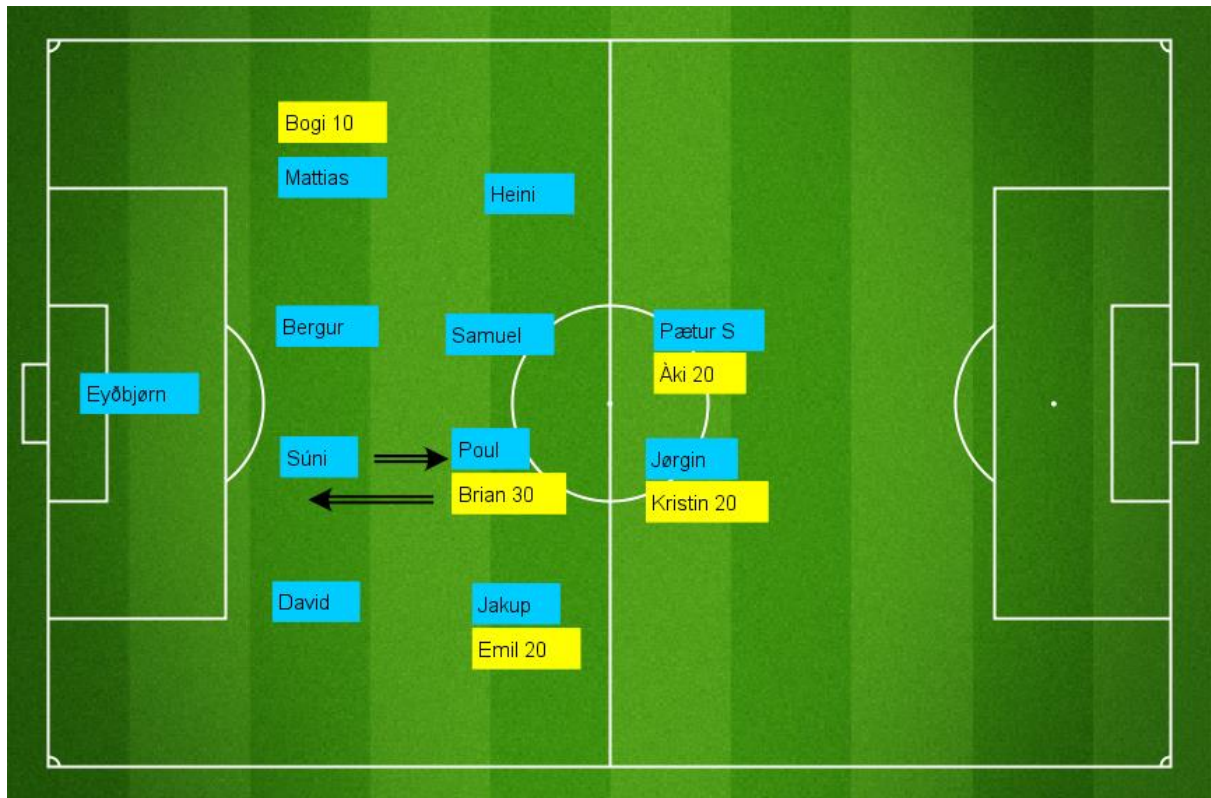 Bogi 10
Mattias
Heini
Bergur
Samuel
Pætur S
Àki 20
Eyðbjørn
Súni
Poul
Jørgin
Brian 30
Kristin 20
David
Jakup
Emil 20